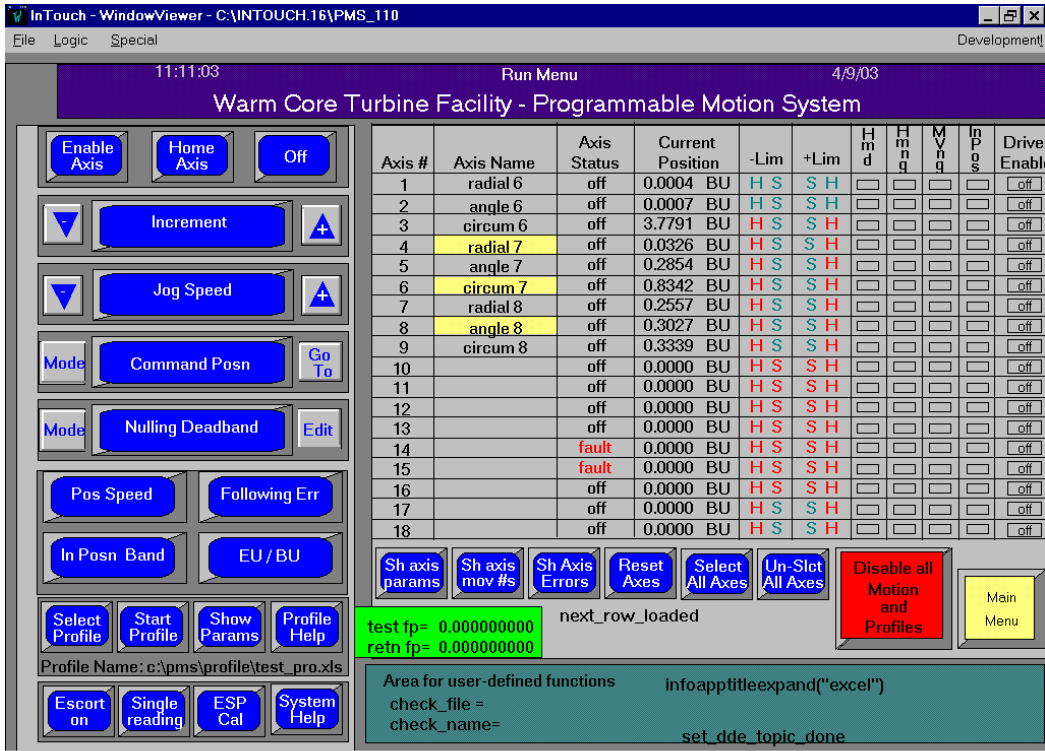 InTouch - WindowViewer - C:\INTOUCH.16\PMS_110
File Logic Special Development!
11:11:03 Run Menu 4/9/03
Warm Core Turbine Facility - Programmable Motion System
Enable Axis
Home Axis
Off
- Increment +
- Jog Speed +
Mode Command Posn Go To
Mode Nulling Deadband Edit
Pos Speed Following Err
In Posn Band EU / BU
Select Profile
Start Profile
Show Params
Profile Help
Profile Name: c:\pms\profile\test_pro.xls
Escort on
Single reading
ESP Cal
System Help
Axis # Axis Name Axis Status Current Position -Lim +Lim Hmd Hmng MVng InPos Drive Enabl
1 radial 6 off 0.0004 BU H S S H off
2 angle 6 off 0.0007 BU H S S H off
3 circum 6 off 3.7791 BU H S S H off
4 radial 7 off 0.0326 BU H S S H off
5 angle 7 off 0.2854 BU H S S H off
6 circum 7 off 0.8342 BU H S S H off
7 radial 8 off 0.2557 BU H S S H off
8 angle 8 off 0.3027 BU H S S H off
9 circum 8 off 0.3339 BU H S S H off
10 off 0.0000 BU H S S H off
11 off 0.0000 BU H S S H off
12 off 0.0000 BU H S S H off
13 off 0.0000 BU H S S H off
14 fault 0.0000 BU H S S H off
15 fault 0.0000 BU H S S H off
16 off 0.0000 BU H S S H off
17 off 0.0000 BU H S S H off
18 off 0.0000 BU H S S H off
Sh axis params
Sh axis mov #s
Sh Axis Errors
Reset Axes
Select All Axes
Un-Slct All Axes
Disable all Motion and Profiles
Main Menu
test fp= 0.000000000
retn fp= 0.000000000
next_row_loaded
Area for user-defined functions infoapptitleexpand("excel")
check_file =
check_name=
set_dde_topic_done